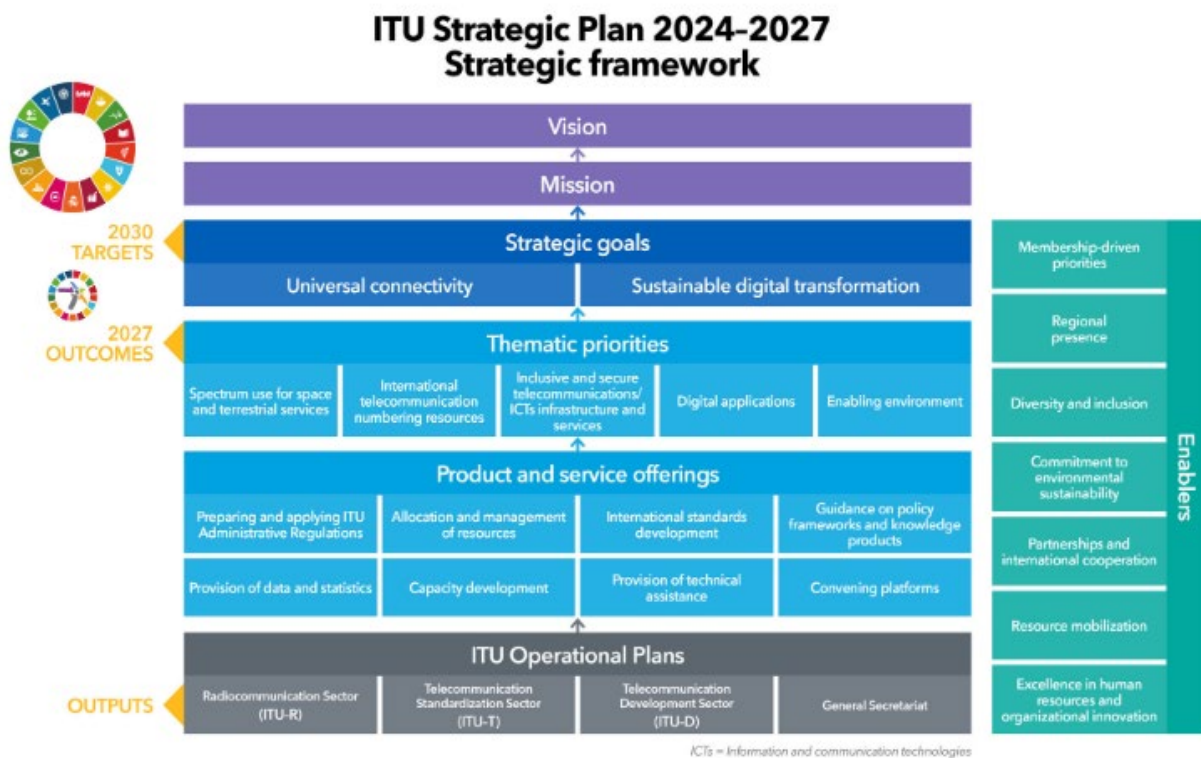 ITU Strategic Plan 2024–2027
Strategic framework
Vision
Mission
2030
TARGETS
Strategic goals
Universal connectivity
Sustainable digital transformation
2027
OUTCOMES
Thematic priorities
Spectrum use for space
and terrestrial services
International
telecommunication
numbering resources
Inclusive and secure
telecommunications/
ICTs infrastructure and
services
Digital applications
Enabling environment
Product and service offerings
Preparing and applying ITU
Administrative Regulations
Allocation and management
of resources
International standards
development
Guidance on policy
frameworks and knowledge
products
Provision of data and statistics
Capacity development
Provision of technical
assistance
Convening platforms
ITU Operational Plans
OUTPUTS
Radiocommunication Sector
(ITU-R)
Telecommunication
Standardization Sector
(ITU-T)
Telecommunication
Development Sector
(ITU-D)
General Secretariat
Membership-driven
priorities
Regional
presence
Diversity and inclusion
Commitment to
environmental
sustainability
Partnerships and
international cooperation
Resource mobilization
Excellence in human
resources and
organizational innovation
Enablers
ICTs = Information and communication technologies